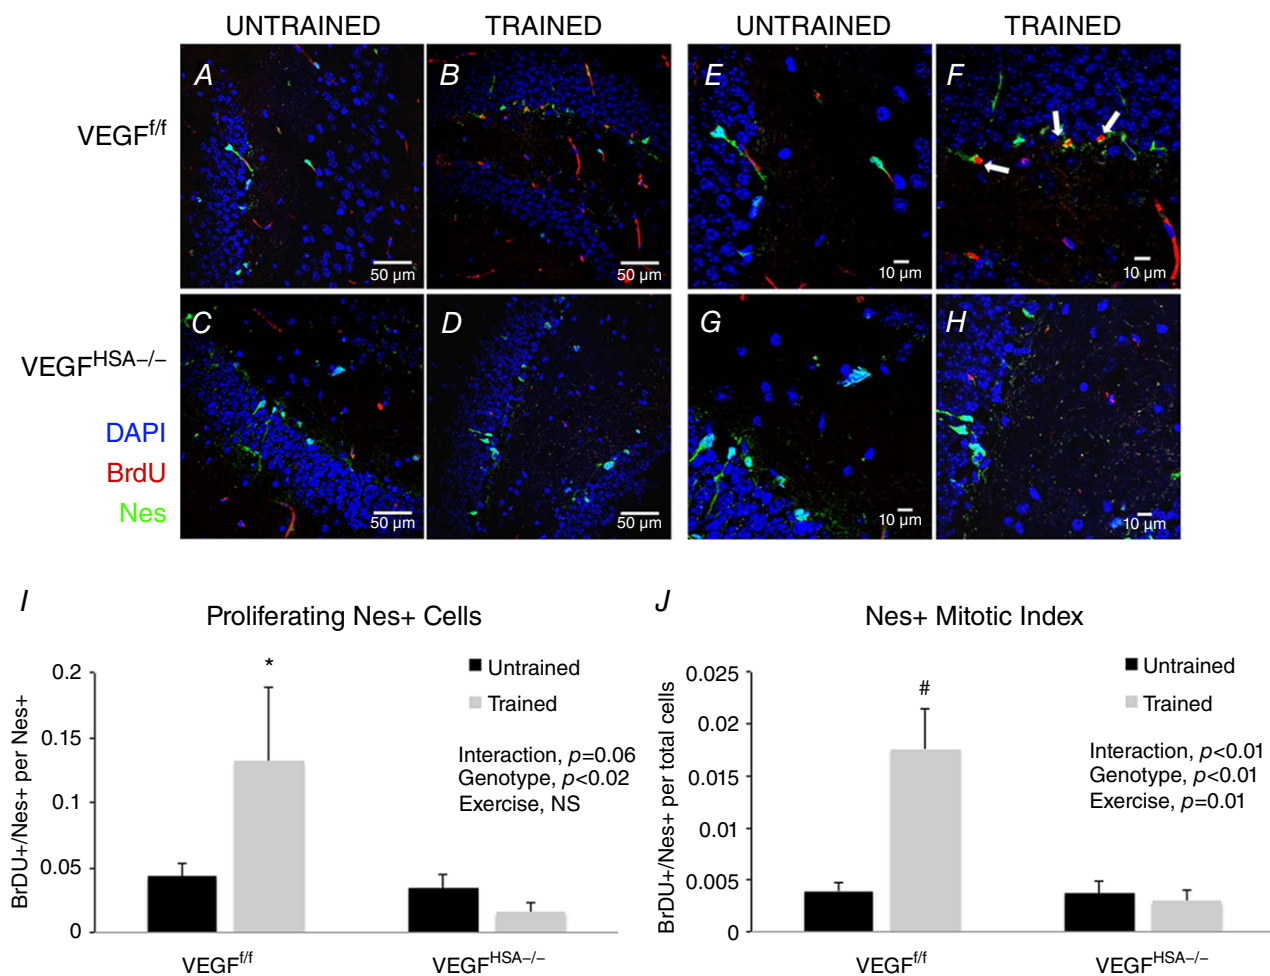 UNTRAINED TRAINED UNTRAINED TRAINED
VEGFf/f
A B E F
50 µm 50 µm 10 µm 10 µm
VEGFHSA−/−
C D G H
DAPI
BrdU
Nes
50 µm 50 µm 10 µm 10 µm
I
Proliferating Nes+ Cells
BrDU+/Nes+ per Nes+
0.2
0.15
0.1
0.05
0
*
Untrained
Trained
Interaction, p=0.06
Genotype, p<0.02
Exercise, NS
VEGFf/f VEGFHSA−/−
J
Nes+ Mitotic Index
BrDU+/Nes+ per total cells
0.025
0.02
0.015
0.01
0.005
0
#
Untrained
Trained
Interaction, p<0.01
Genotype, p<0.01
Exercise, p=0.01
VEGFf/f VEGFHSA−/−